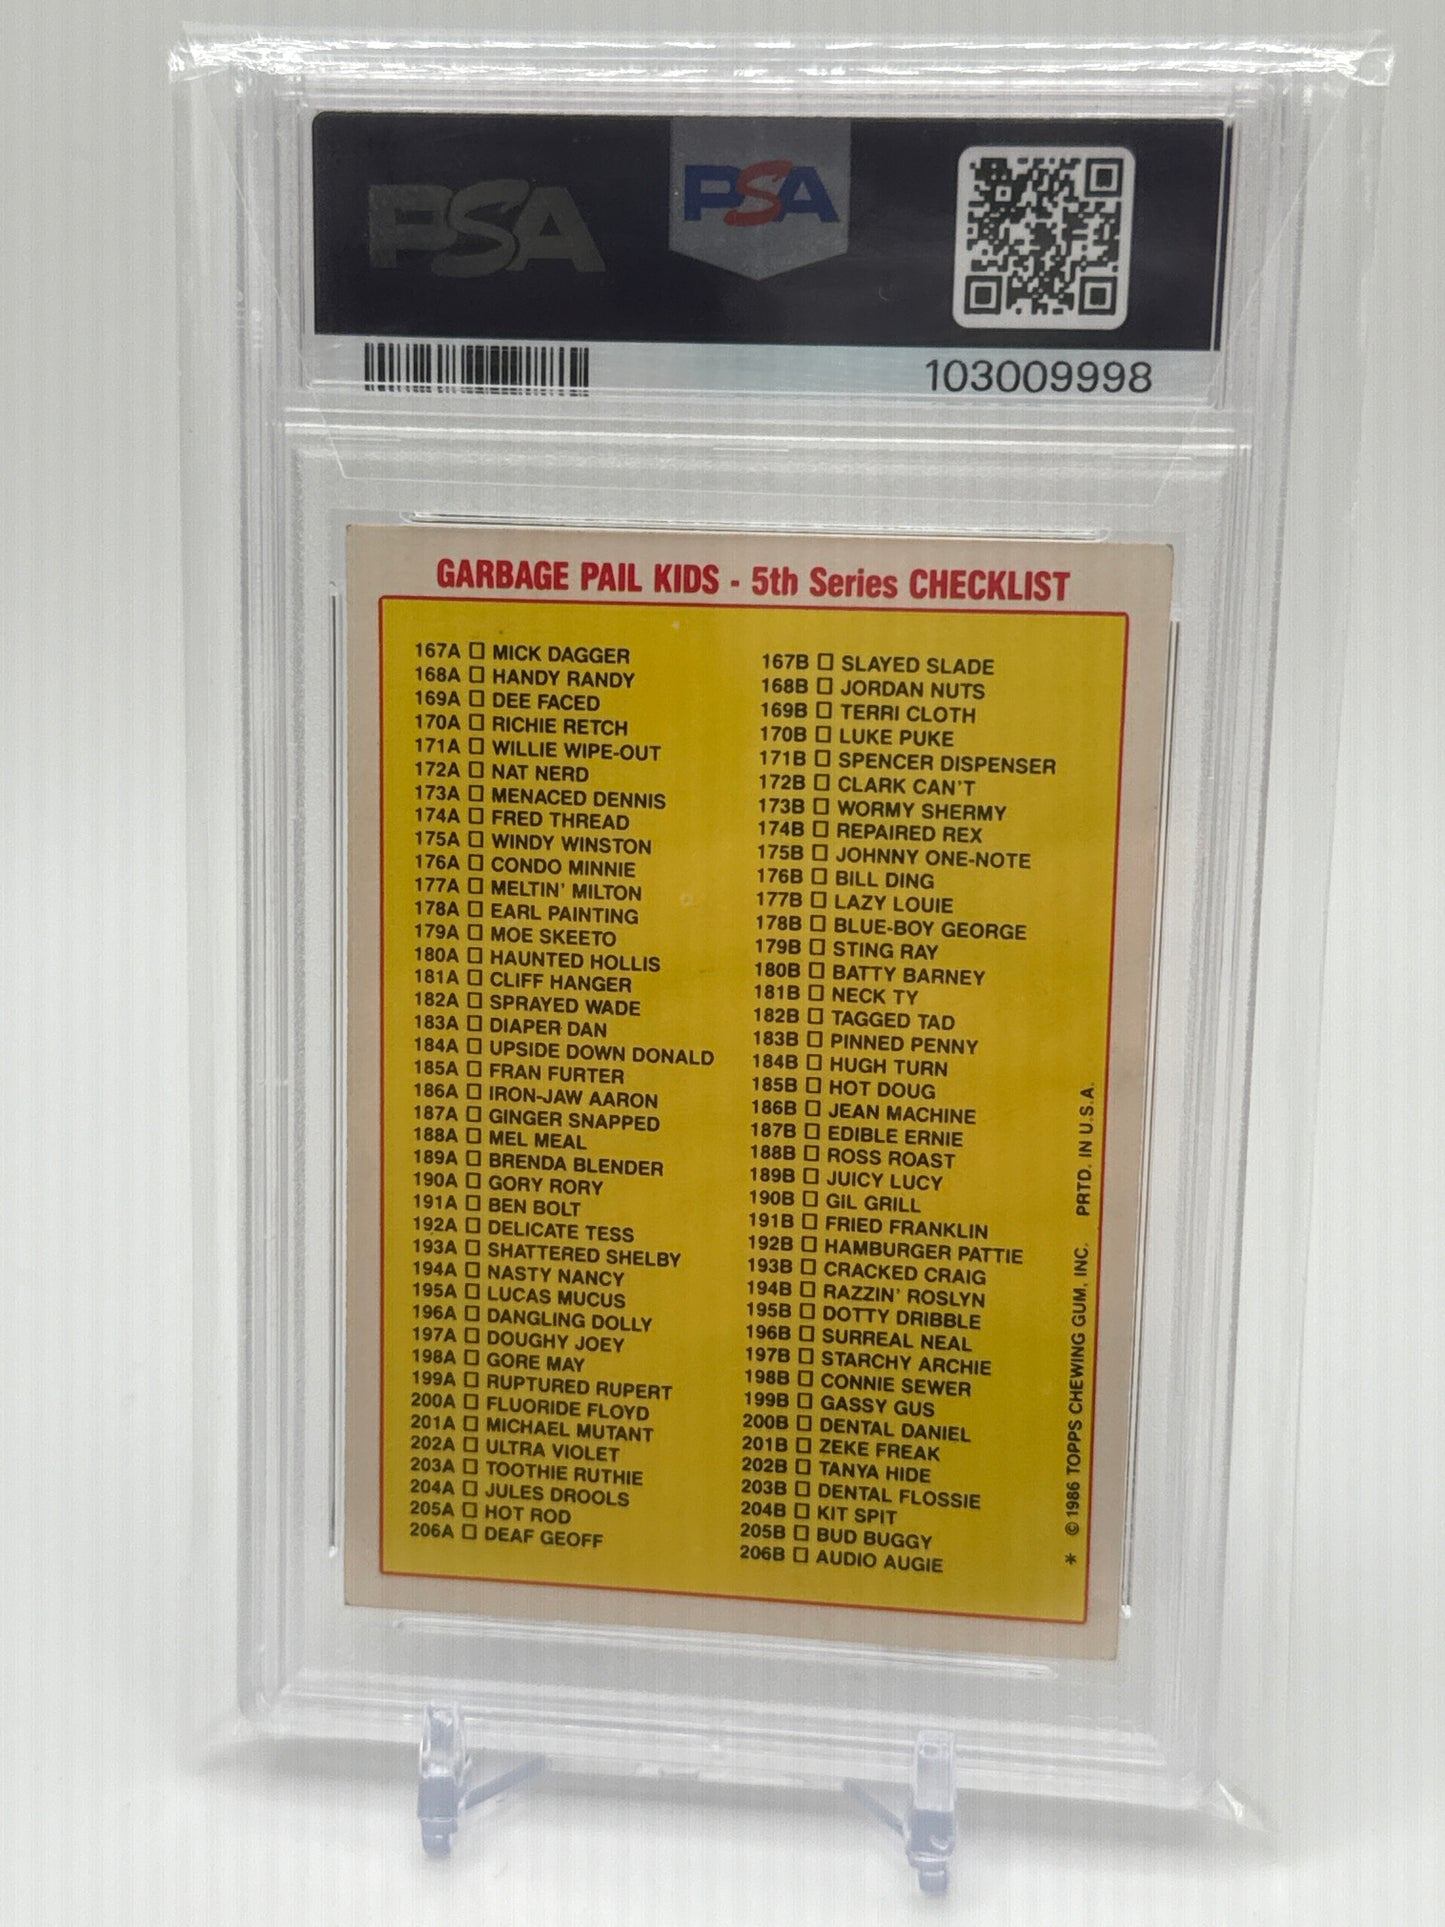 PSA
PSA
103009998
GARBAGE PAIL KIDS - 5th Series CHECKLIST
167A □ MICK DAGGER
168A □ HANDY RANDY
169A □ DEE FACED
170A □ RICHIE RETCH
171A □ WILLIE WIPE-OUT
172A □ NAT NERD
173A □ MENACED DENNIS
174A □ FRED THREAD
175A □ WINDY WINSTON
176A □ CONDO MINNIE
177A □ MELTIN' MILTON
178A □ EARL PAINTING
179A □ MOE SKEETO
180A □ HAUNTED HOLLIS
181A □ CLIFF HANGER
182A □ SPRAYED WADE
183A □ DIAPER DAN
184A □ UPSIDE DOWN DONALD
185A □ FRAN FURTER
186A □ IRON-JAW AARON
187A □ GINGER SNAPPED
188A □ MEL MEAL
189A □ BRENDA BLENDER
190A □ GORY RORY
191A □ BEN BOLT
192A □ DELICATE TESS
193A □ SHATTERED SHELBY
194A □ NASTY NANCY
195A □ LUCAS MUCUS
196A □ DANGLING DOLLY
197A □ DOUGHY JOEY
198A □ GORE MAY
199A □ RUPTURED RUPERT
200A □ FLUORIDE FLOYD
201A □ MICHAEL MUTANT
202A □ ULTRA VIOLET
203A □ TOOTHIE RUTHIE
204A □ JULES DROOLS
205A □ HOT ROD
206A □ DEAF GEOFF
167B □ SLAYED SLADE
168B □ JORDAN NUTS
169B □ TERRI CLOTH
170B □ LUKE PUKE
171B □ SPENCER DISPENSER
172B □ CLARK CAN'T
173B □ WORMY SHERMY
174B □ REPAIRED REX
175B □ JOHNNY ONE-NOTE
176B □ BILL DING
177B □ LAZY LOUIE
178B □ BLUE-BOY GEORGE
179B □ STING RAY
180B □ BATTY BARNEY
181B □ NECK TY
182B □ TAGGED TAD
183B □ PINNED PENNY
184B □ HUGH TURN
185B □ HOT DOUG
186B □ JEAN MACHINE
187B □ EDIBLE ERNIE
188B □ ROSS ROAST
189B □ JUICY LUCY
190B □ GIL GRILL
191B □ FRIED FRANKLIN
192B □ HAMBURGER PATTIE
193B □ CRACKED CRAIG
194B □ RAZZIN' ROSLYN
195B □ DOTTY DRIBBLE
196B □ SURREAL NEAL
197B □ STARCHY ARCHIE
198B □ CONNIE SEWER
199B □ GASSY GUS
200B □ DENTAL DANIEL
201B □ ZEKE FREAK
202B □ TANYA HIDE
203B □ DENTAL FLOSSIE
204B □ KIT SPIT
205B □ BUD BUGGY
206B □ AUDIO AUGIE
* © 1986 TOPPS CHEWING GUM, INC. PRTD. IN U.S.A.